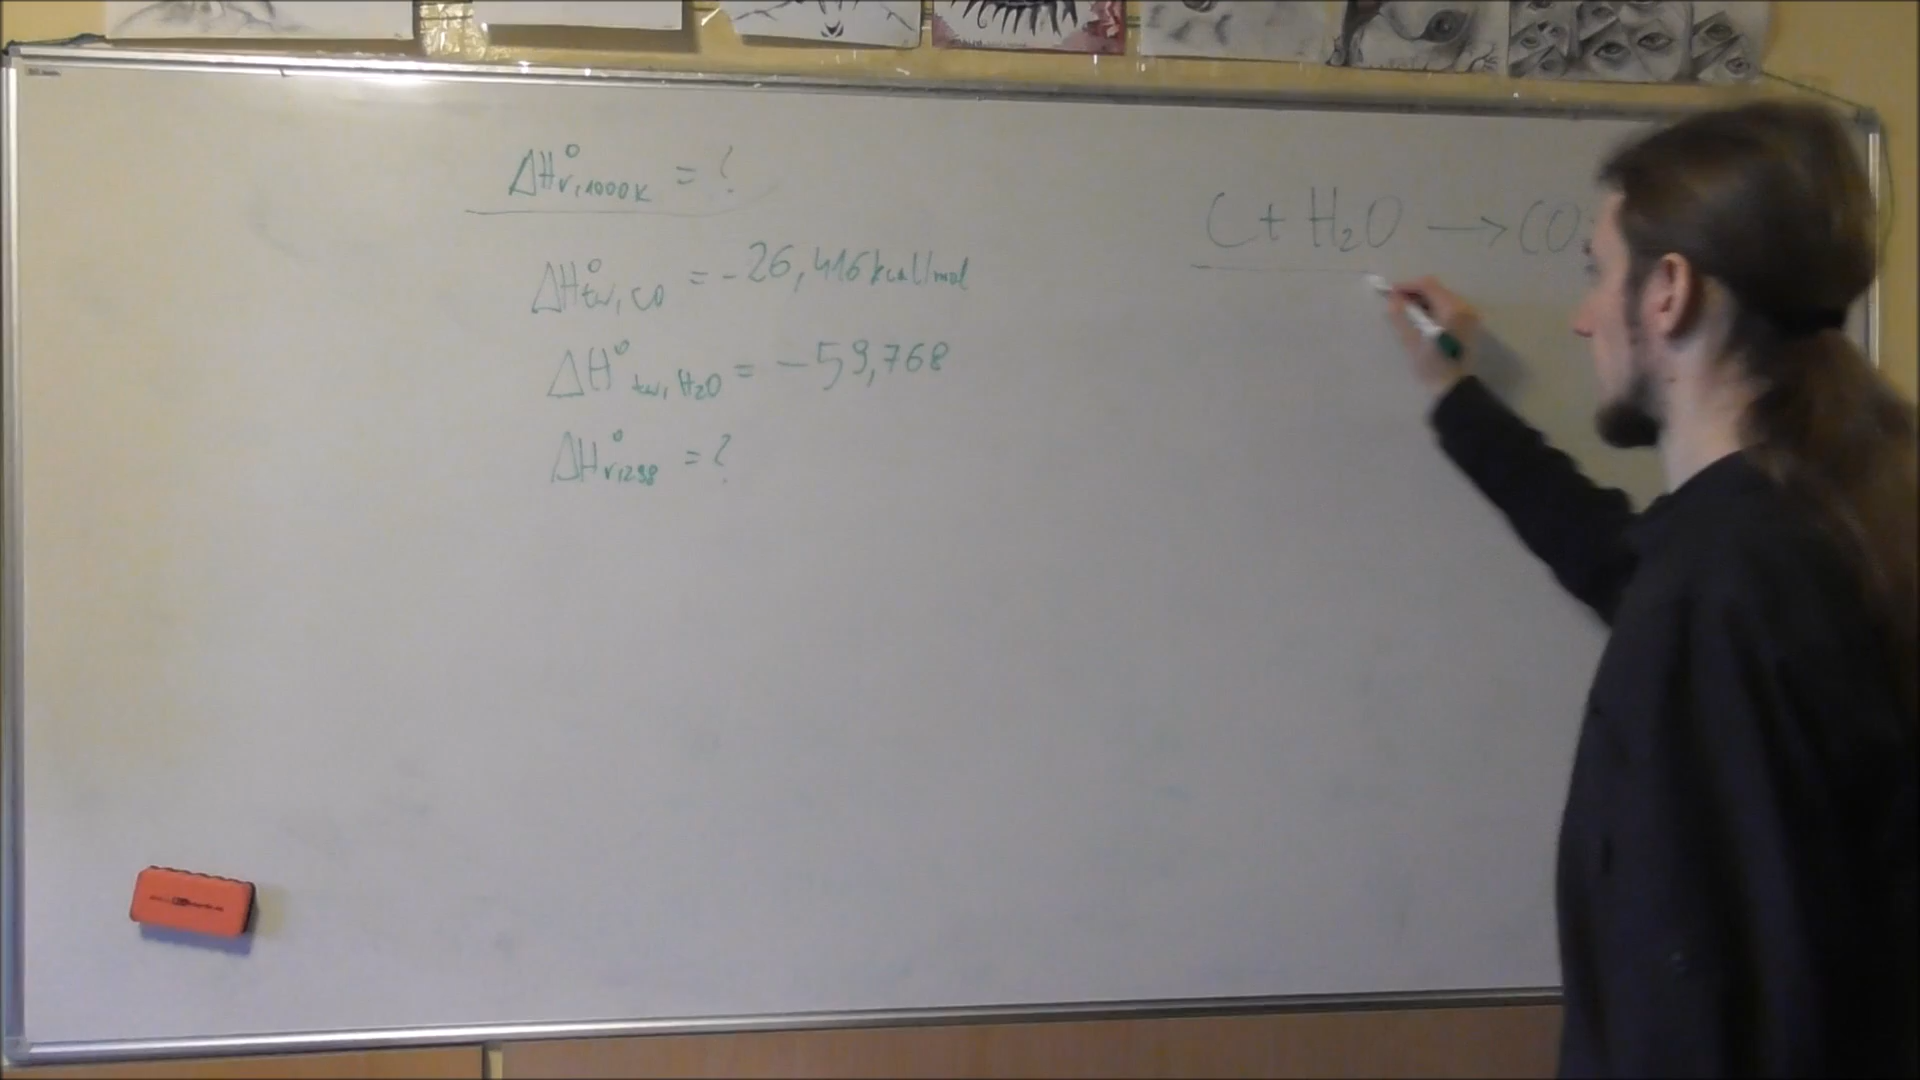 ΔH°r,1000K = ?
C + H₂O → CO
ΔH°tw, CO = -26,416 kcal/mol
ΔH°tw, H₂O = -59,768
ΔH°r,298 = ?